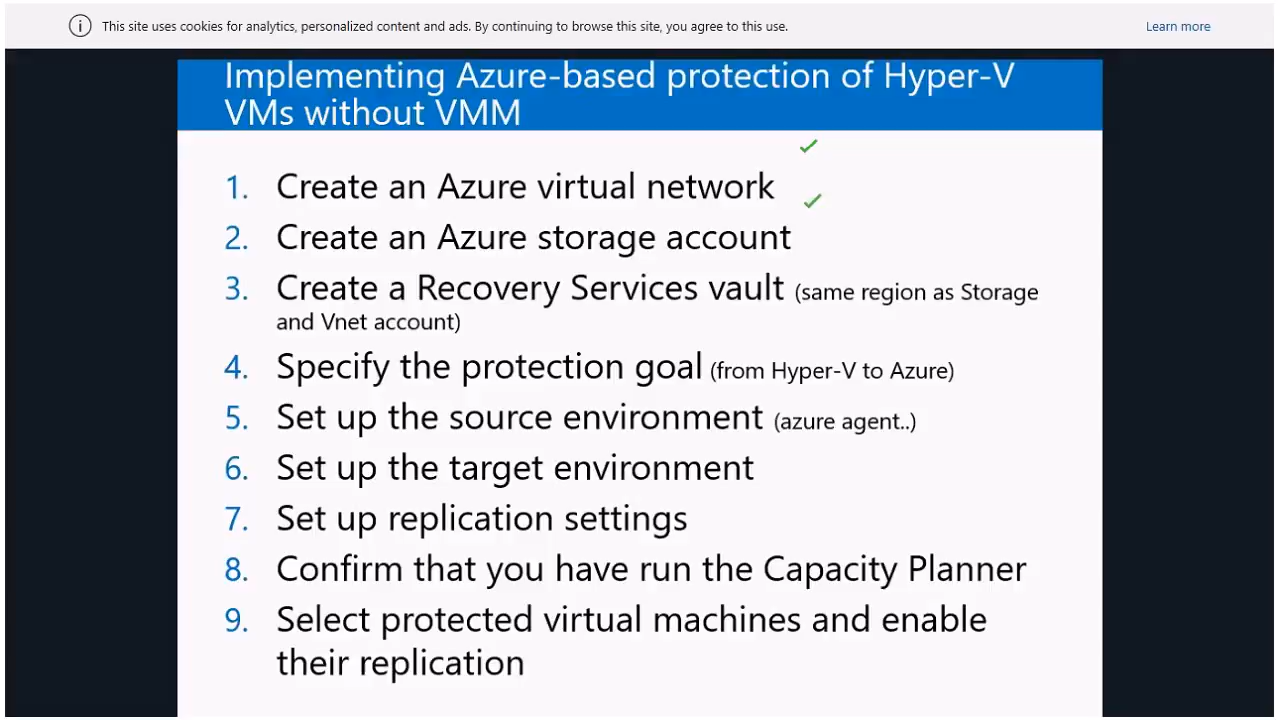 This site uses cookies for analytics, personalized content and ads. By continuing to browse this site, you agree to this use.
Learn more
Implementing Azure-based protection of Hyper-V
VMs without VMM
1. Create an Azure virtual network
2. Create an Azure storage account
3. Create a Recovery Services vault (same region as Storage
and Vnet account)
4. Specify the protection goal (from Hyper-V to Azure)
5. Set up the source environment (azure agent..)
6. Set up the target environment
7. Set up replication settings
8. Confirm that you have run the Capacity Planner
9. Select protected virtual machines and enable
their replication